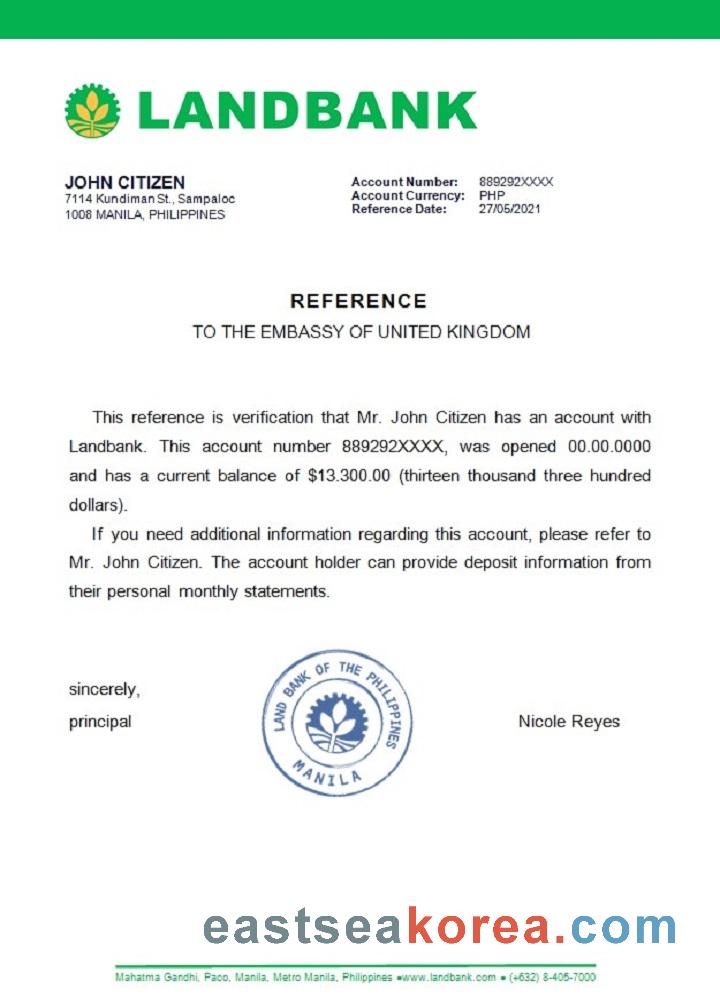 LANDBANK
JOHN CITIZEN
7114 Kundiman St., Sampaloc
1008 MANILA, PHILIPPINES
Account Number: 889292XXXX
Account Currency: PHP
Reference Date: 27/05/2021
REFERENCE
TO THE EMBASSY OF UNITED KINGDOM
This reference is verification that Mr. John Citizen has an account with
Landbank. This account number 889292XXXX, was opened 00.00.0000
and has a current balance of $13.300.00 (thirteen thousand three hundred
dollars).
If you need additional information regarding this account, please refer to
Mr. John Citizen. The account holder can provide deposit information from
their personal monthly statements.
sincerely,
principal
LAND BANK OF THE PHILIPPINES
MANILA
Nicole Reyes
eastseakorea.com
Mahatma Gandhi, Paco, Manila, Metro Manila, Philippines ●www.landbank.com ● (+632) 8-405-7000